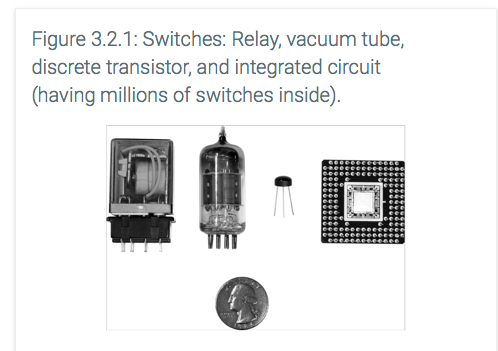 Figure 3.2.1: Switches: Relay, vacuum tube,
discrete transistor, and integrated circuit
(having millions of switches inside).